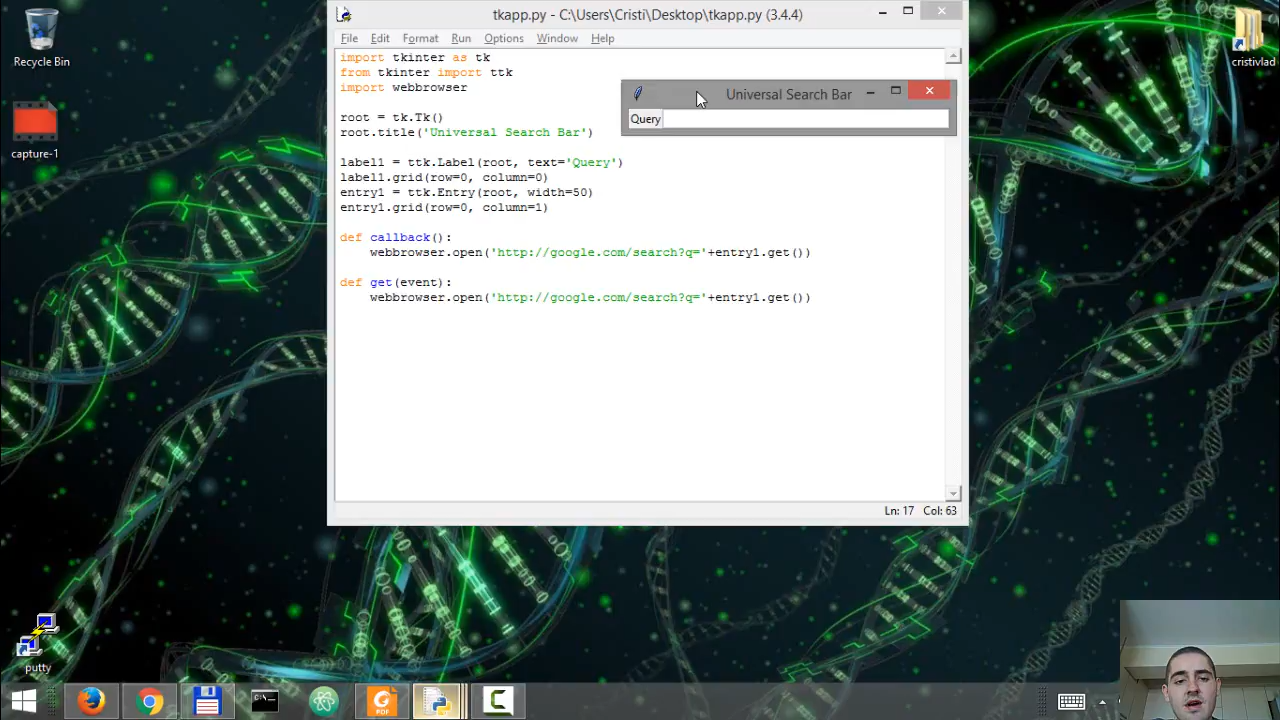 Recycle Bin
capture-1
putty
cristivlad
tkapp.py - C:\Users\Cristi\Desktop\tkapp.py (3.4.4)
File Edit Format Run Options Window Help
import tkinter as tk
from tkinter import ttk
import webbrowser
root = tk.Tk()
root.title('Universal Search Bar')
label1 = ttk.Label(root, text='Query')
label1.grid(row=0, column=0)
entry1 = ttk.Entry(root, width=50)
entry1.grid(row=0, column=1)
def callback():
    webbrowser.open('http://google.com/search?q='+entry1.get())
def get(event):
    webbrowser.open('http://google.com/search?q='+entry1.get())
Ln: 17 Col: 63
Universal Search Bar
Query
PDF